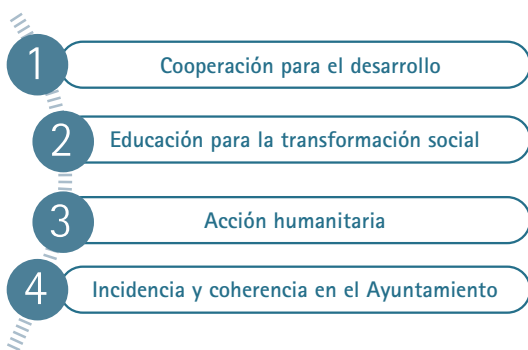 1 Cooperación para el desarrollo
2 Educación para la transformación social
3 Acción humanitaria
4 Incidencia y coherencia en el Ayuntamiento